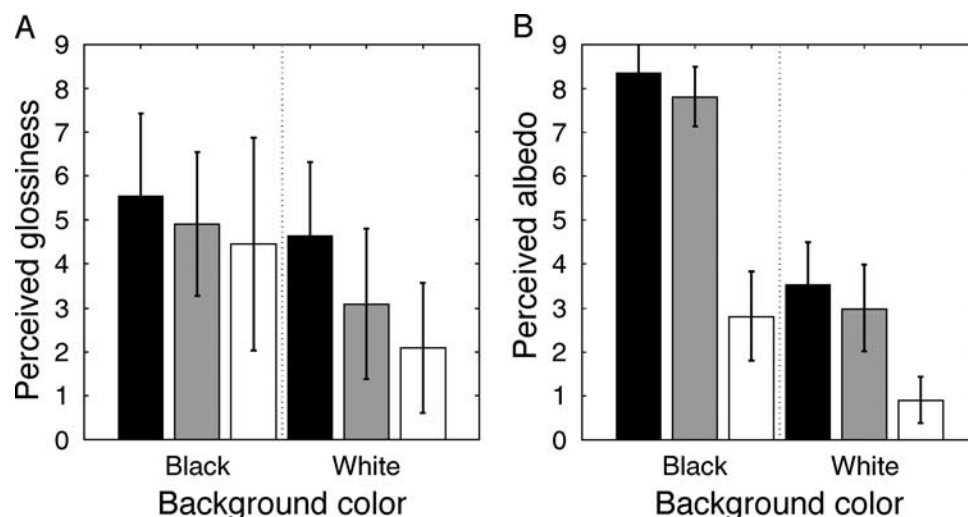 A
Perceived glossiness
9
8
7
6
5
4
3
2
1
0
Black White
Background color
B
Perceived albedo
9
8
7
6
5
4
3
2
1
0
Black White
Background color